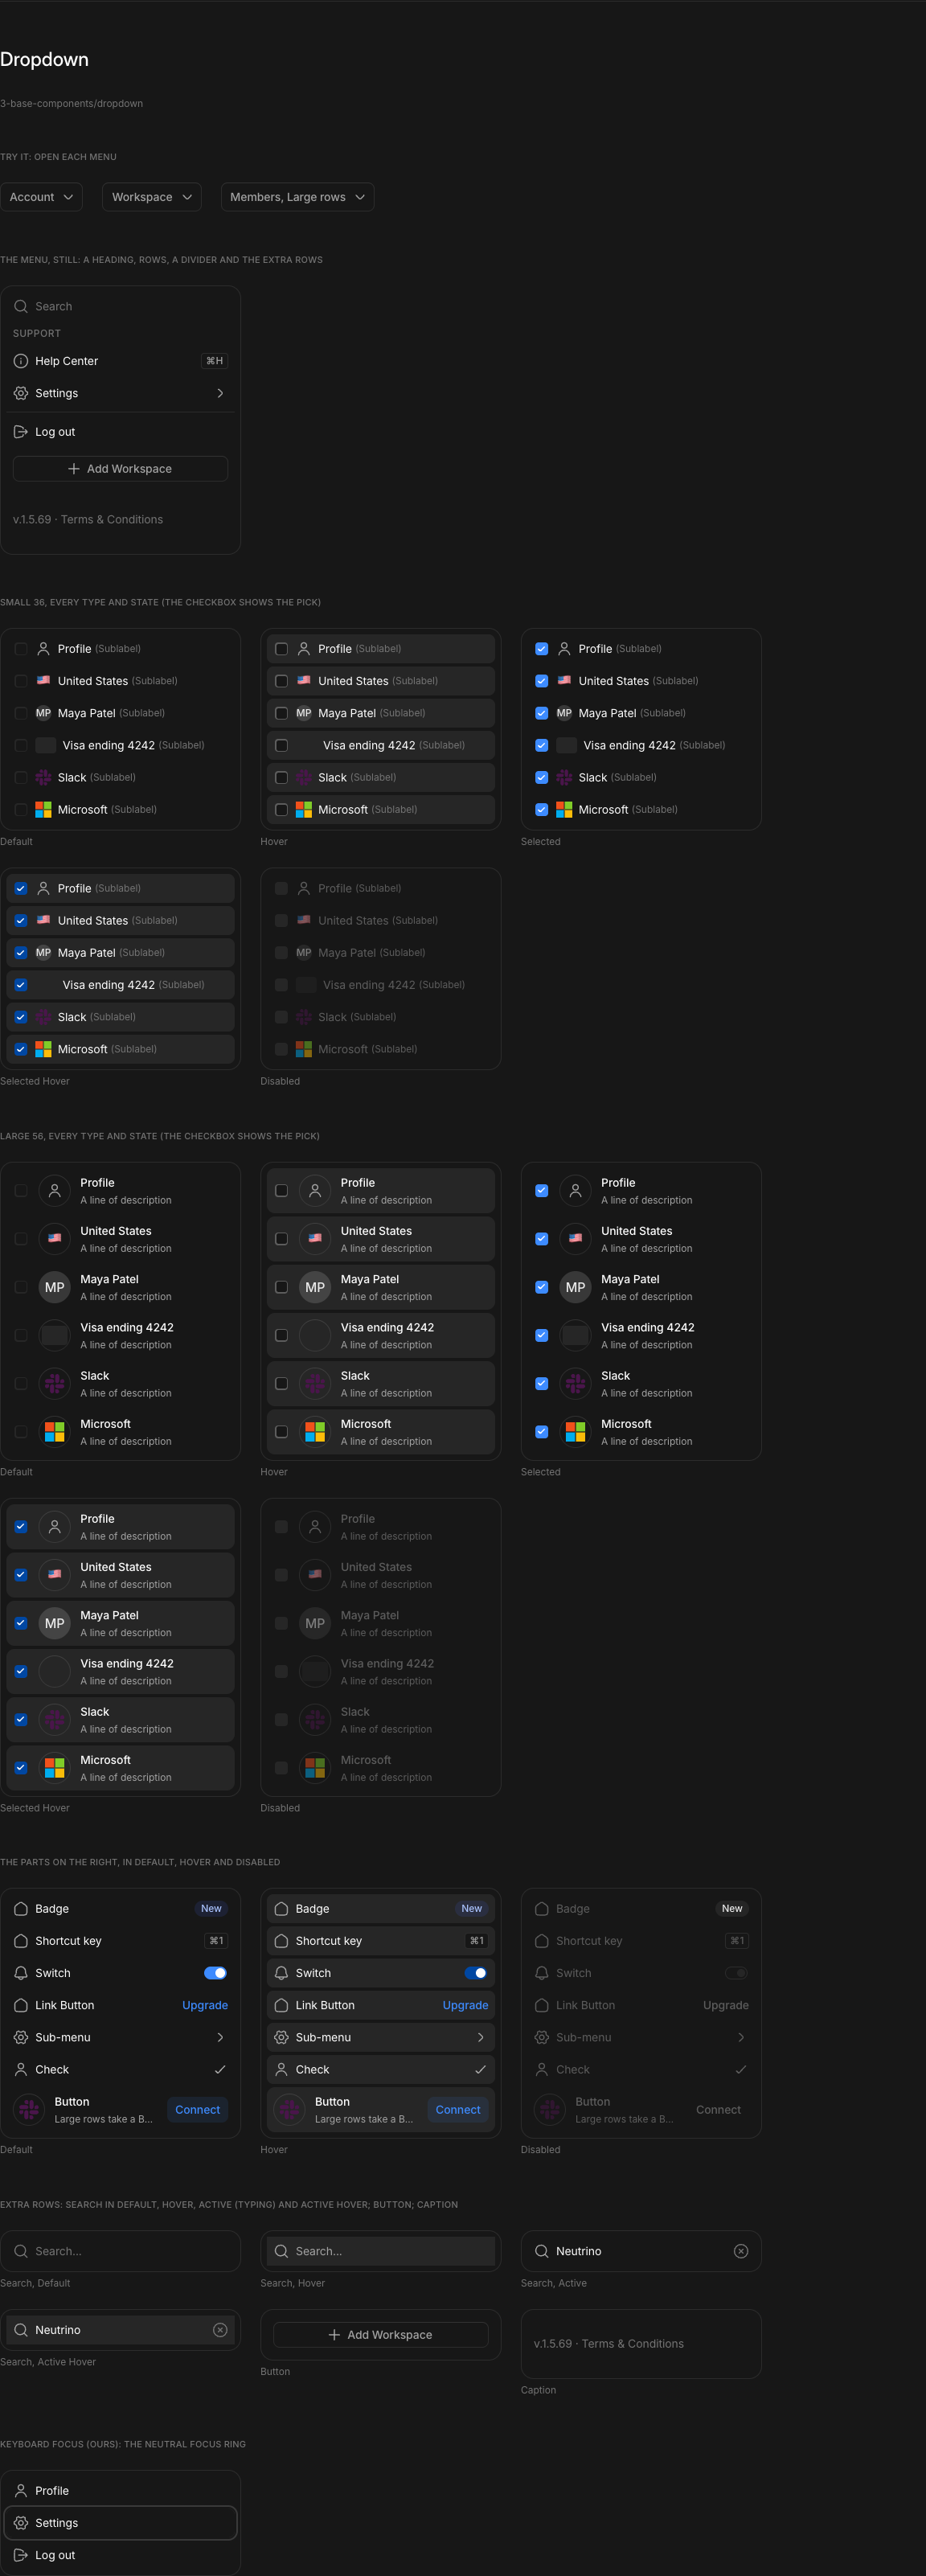 Dropdown
3-base-components/dropdown
TRY IT: OPEN EACH MENU
Account Workspace Members, Large rows
THE MENU, STILL: A HEADING, ROWS, A DIVIDER AND THE EXTRA ROWS
Search
SUPPORT
Help Center ⌘H
Settings
Log out
Add Workspace
v.1.5.69 · Terms & Conditions
SMALL 36, EVERY TYPE AND STATE (THE CHECKBOX SHOWS THE PICK)
Profile (Sublabel)
United States (Sublabel)
MP Maya Patel (Sublabel)
Visa ending 4242 (Sublabel)
Slack (Sublabel)
Microsoft (Sublabel)
Default
Profile (Sublabel)
United States (Sublabel)
MP Maya Patel (Sublabel)
Visa ending 4242 (Sublabel)
Slack (Sublabel)
Microsoft (Sublabel)
Hover
Profile (Sublabel)
United States (Sublabel)
MP Maya Patel (Sublabel)
Visa ending 4242 (Sublabel)
Slack (Sublabel)
Microsoft (Sublabel)
Selected
Profile (Sublabel)
United States (Sublabel)
MP Maya Patel (Sublabel)
Visa ending 4242 (Sublabel)
Slack (Sublabel)
Microsoft (Sublabel)
Selected Hover
Profile (Sublabel)
United States (Sublabel)
MP Maya Patel (Sublabel)
Visa ending 4242 (Sublabel)
Slack (Sublabel)
Microsoft (Sublabel)
Disabled
LARGE 56, EVERY TYPE AND STATE (THE CHECKBOX SHOWS THE PICK)
Profile
A line of description
United States
A line of description
MP Maya Patel
A line of description
Visa ending 4242
A line of description
Slack
A line of description
Microsoft
A line of description
Default
Profile
A line of description
United States
A line of description
MP Maya Patel
A line of description
Visa ending 4242
A line of description
Slack
A line of description
Microsoft
A line of description
Hover
Profile
A line of description
United States
A line of description
MP Maya Patel
A line of description
Visa ending 4242
A line of description
Slack
A line of description
Microsoft
A line of description
Selected
Profile
A line of description
United States
A line of description
MP Maya Patel
A line of description
Visa ending 4242
A line of description
Slack
A line of description
Microsoft
A line of description
Selected Hover
Profile
A line of description
United States
A line of description
MP Maya Patel
A line of description
Visa ending 4242
A line of description
Slack
A line of description
Microsoft
A line of description
Disabled
THE PARTS ON THE RIGHT, IN DEFAULT, HOVER AND DISABLED
Badge New
Shortcut key ⌘1
Switch
Link Button Upgrade
Sub-menu
Check
Button
Large rows take a B... Connect
Default
Badge New
Shortcut key ⌘1
Switch
Link Button Upgrade
Sub-menu
Check
Button
Large rows take a B... Connect
Hover
Badge New
Shortcut key ⌘1
Switch
Link Button Upgrade
Sub-menu
Check
Button
Large rows take a B... Connect
Disabled
EXTRA ROWS: SEARCH IN DEFAULT, HOVER, ACTIVE (TYPING) AND ACTIVE HOVER; BUTTON; CAPTION
Search...
Search, Default
Search...
Search, Hover
Neutrino
Search, Active
Neutrino
Search, Active Hover
Add Workspace
Button
v.1.5.69 · Terms & Conditions
Caption
KEYBOARD FOCUS (OURS): THE NEUTRAL FOCUS RING
Profile
Settings
Log out